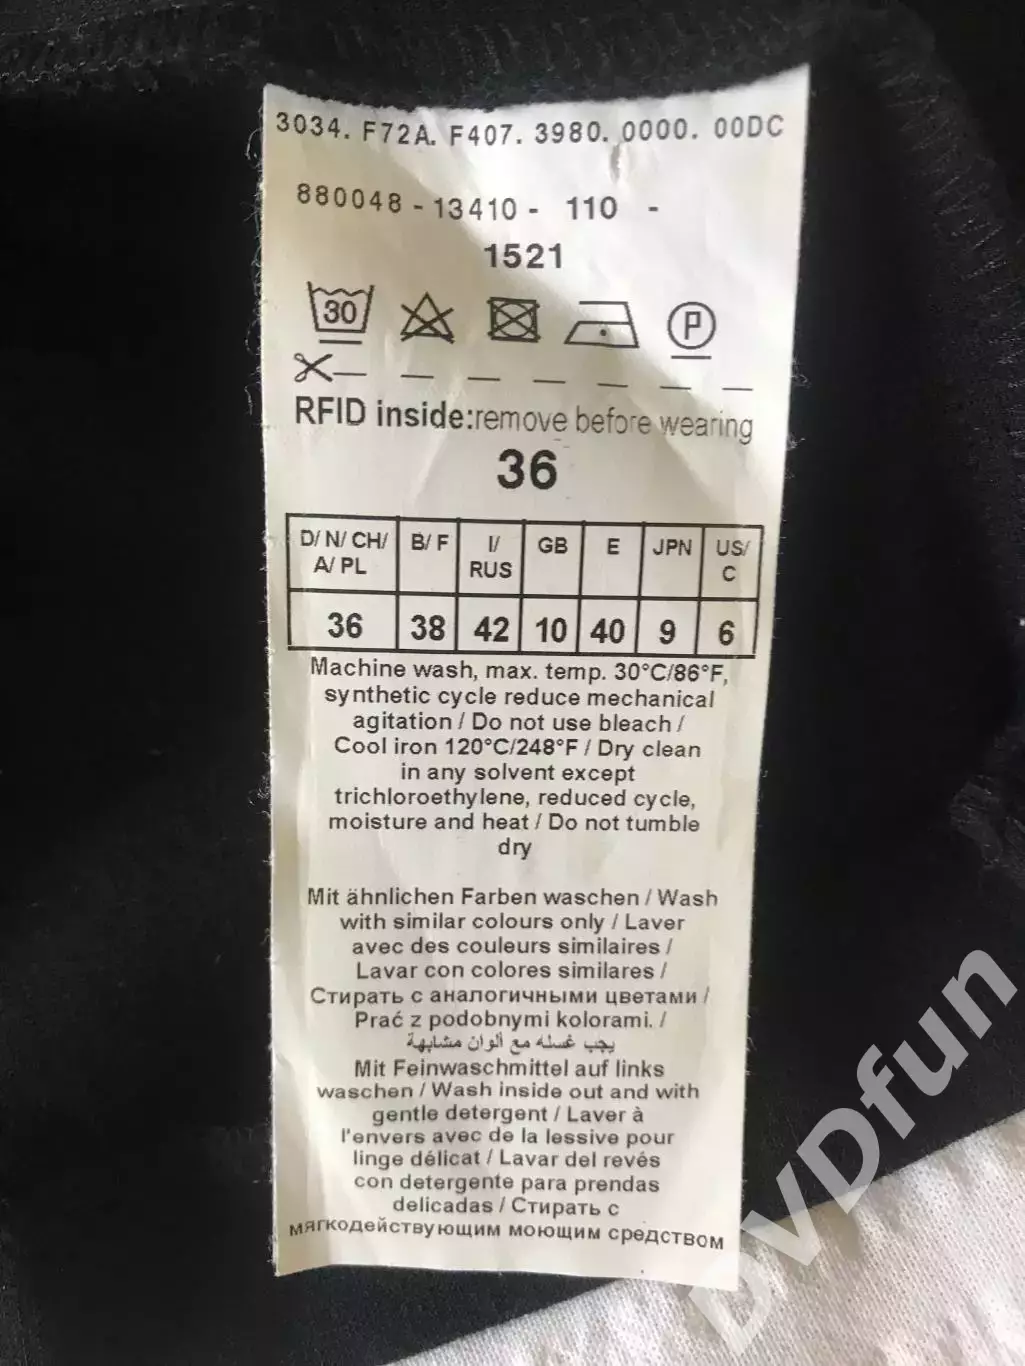 3034. F72A. F407. 3980. 0000. 00DC
880048 - 13410 - 110 -
1521
30 P
RFID inside:remove before wearing
36
D/ N/ CH/ A/ PL B/ F I/ RUS GB E JPN US/ C
36 38 42 10 40 9 6
Machine wash, max. temp. 30°C/86°F,
synthetic cycle reduce mechanical
agitation / Do not use bleach /
Cool iron 120°C/248°F / Dry clean
in any solvent except
trichloroethylene, reduced cycle,
moisture and heat / Do not tumble
dry
Mit ähnlichen Farben waschen / Wash
with similar colours only / Laver
avec des couleurs similaires /
Lavar con colores similares /
Стирать с аналогичными цветами /
Prać z podobnymi kolorami. /
يجب غسله مع ألوان مشابهة
Mit Feinwaschmittel auf links
waschen / Wash inside out and with
gentle detergent / Laver à
l'envers avec de la lessive pour
linge délicat / Lavar del revés
con detergente para prendas
delicadas / Стирать с
мягкодействующим моющим средством
DVDfun